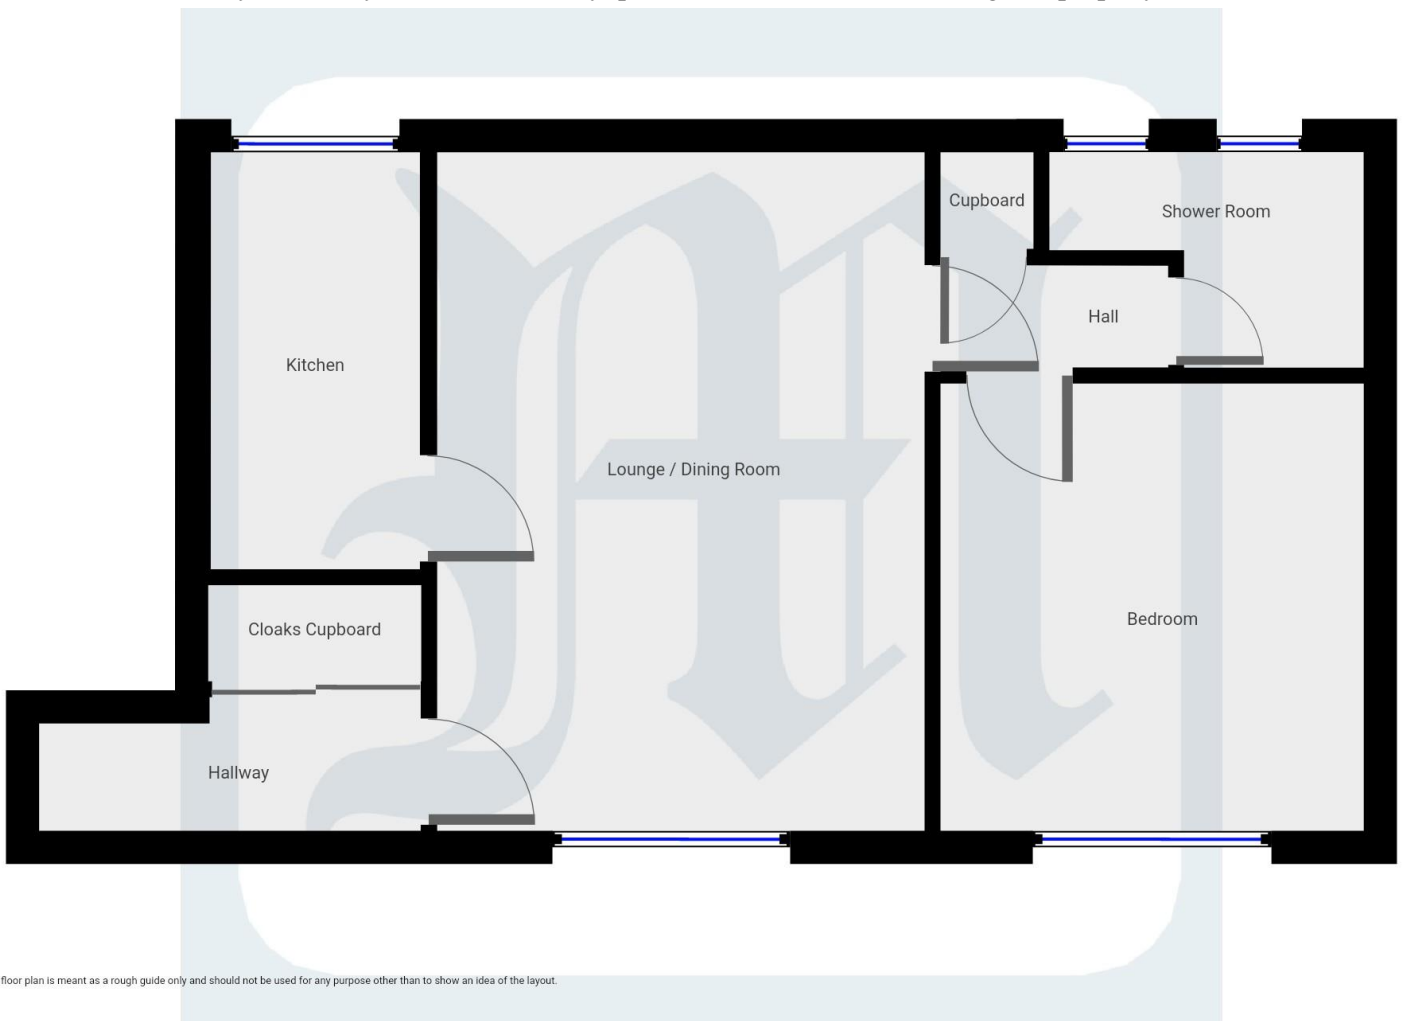 Cupboard
Shower Room
Hall
Kitchen
Lounge / Dining Room
Bedroom
Cloaks Cupboard
Hallway
floor plan is meant as a rough guide only and should not be used for any purpose other than to show an idea of the layout.